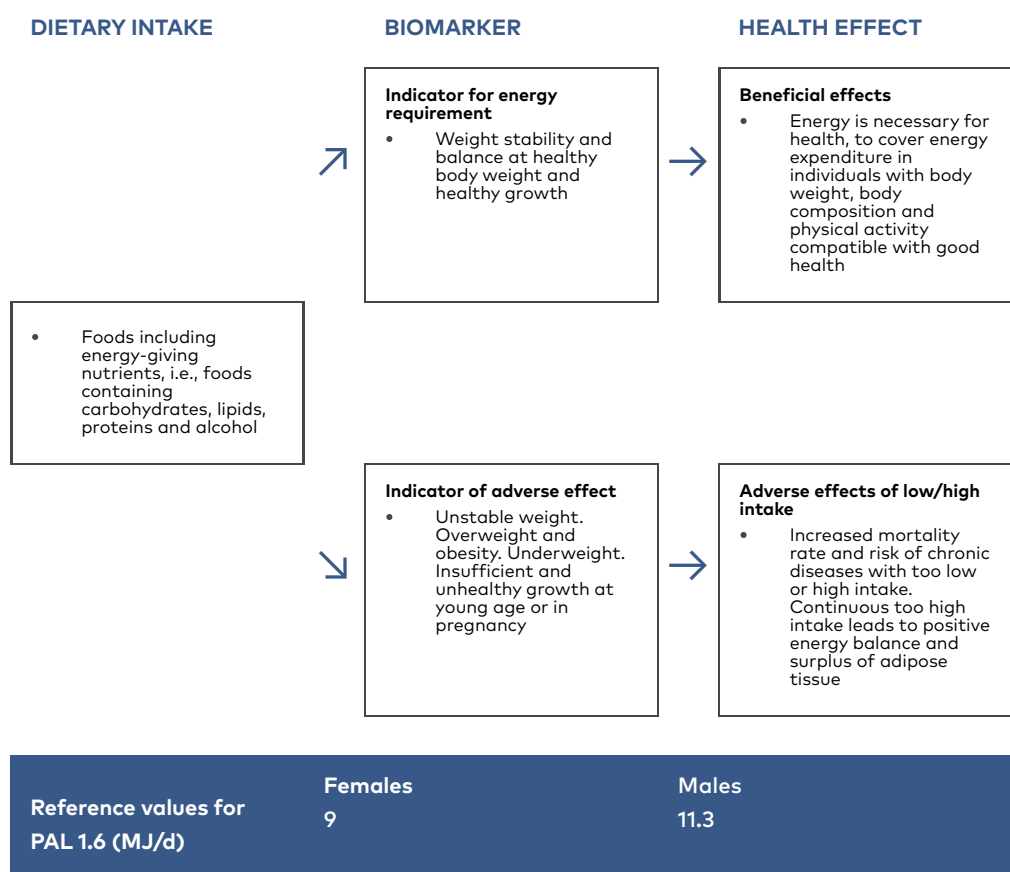 DIETARY INTAKE
BIOMARKER
HEALTH EFFECT
Indicator for energy
requirement
• Weight stability and
balance at healthy
body weight and
healthy growth
Beneficial effects
• Energy is necessary for
health, to cover energy
expenditure in
individuals with body
weight, body
composition and
physical activity
compatible with good
health
• Foods including
energy-giving
nutrients, i.e., foods
containing
carbohydrates, lipids,
proteins and alcohol
Indicator of adverse effect
• Unstable weight.
Overweight and
obesity. Underweight.
Insufficient and
unhealthy growth at
young age or in
pregnancy
Adverse effects of low/high
intake
• Increased mortality
rate and risk of chronic
diseases with too low
or high intake.
Continuous too high
intake leads to positive
energy balance and
surplus of adipose
tissue
Reference values for
PAL 1.6 (MJ/d)
Females
9
Males
11.3